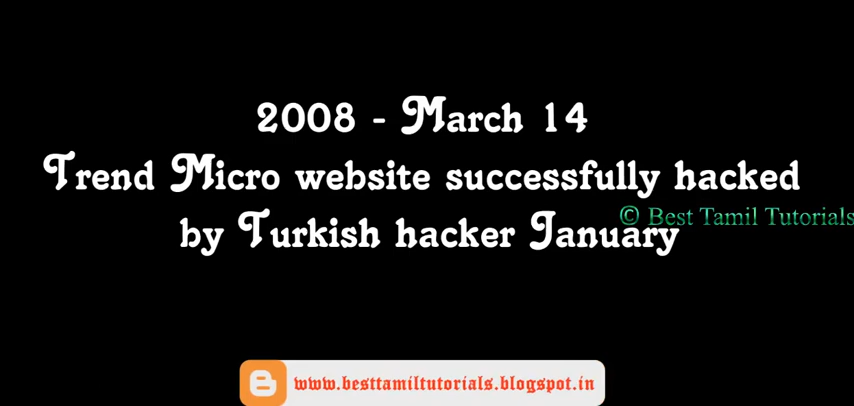 2008 - March 14
Trend Micro website successfully hacked
© Best Tamil Tutorials
by Turkish hacker January
www.besttamiltutorials.blogspot.in